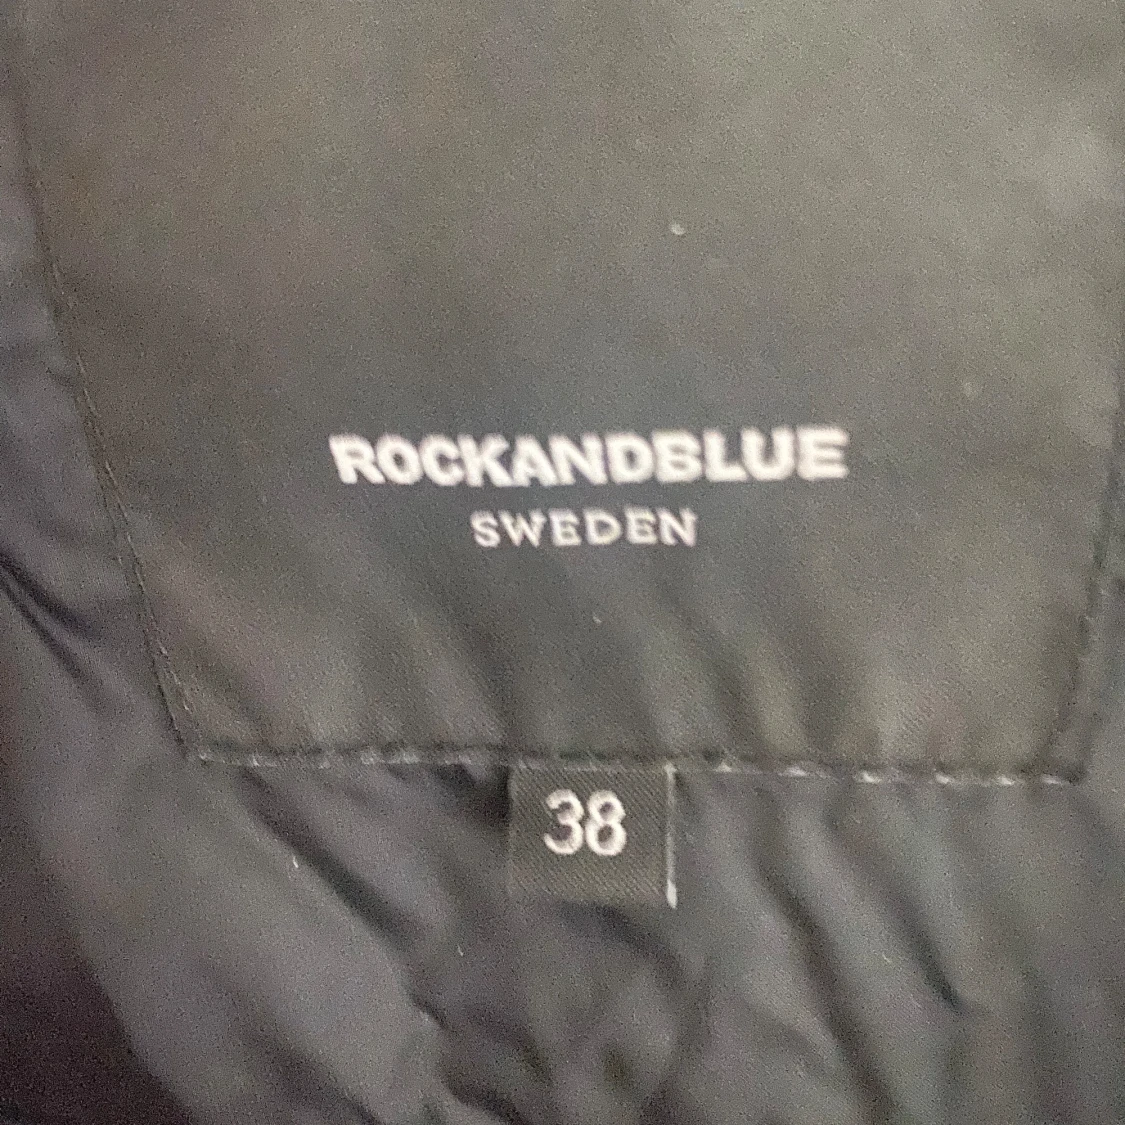 ROCKANDBLUE
SWEDEN
38